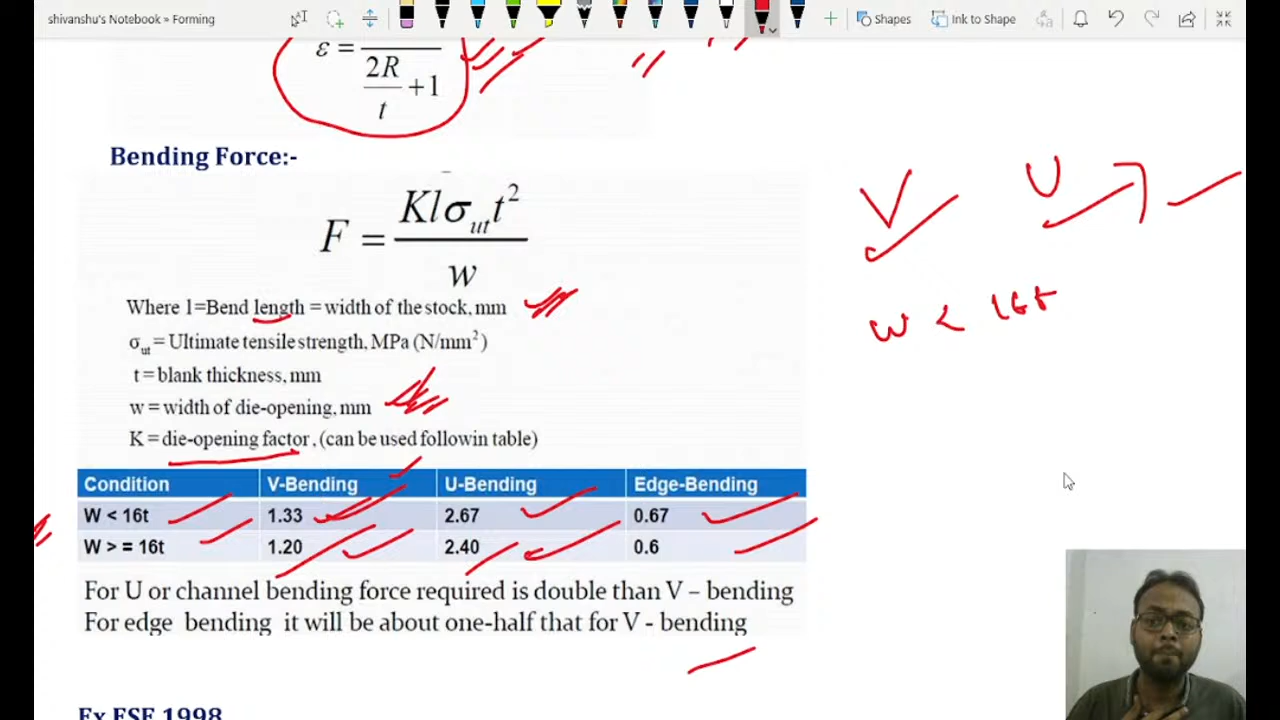 shivanshu's Notebook » Forming
Shapes
Ink to Shape
ε =
2R
t
+1
Bending Force:-
F = Klσut t²
w
Where l=Bend length = width of the stock, mm
σut = Ultimate tensile strength, MPa (N/mm²)
t = blank thickness, mm
w = width of die-opening, mm
K = die-opening factor, (can be used followin table)
Condition V-Bending U-Bending Edge-Bending
W < 16t 1.33 2.67 0.67
W > = 16t 1.20 2.40 0.6
For U or channel bending force required is double than V – bending
For edge bending it will be about one-half that for V - bending
V U
w < 16t
Ex ESE 1998